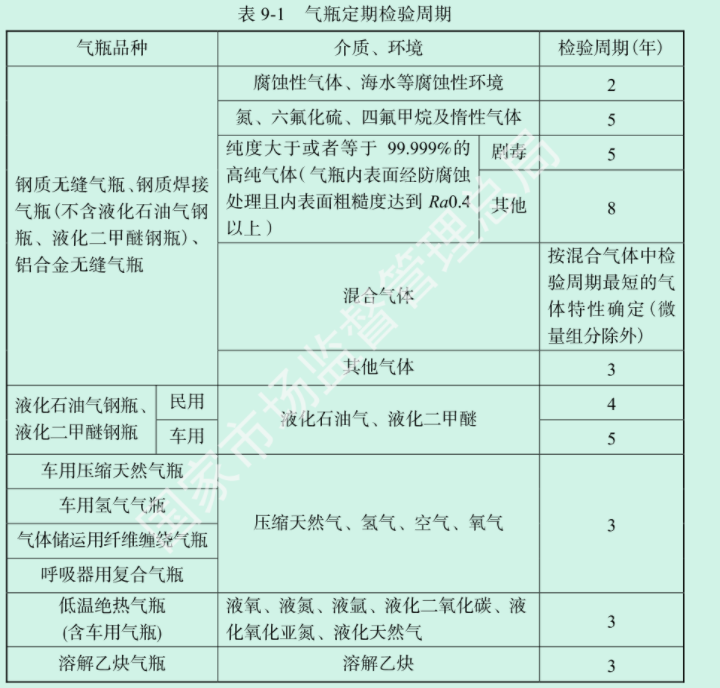 表 9-1 气瓶定期检验周期
气瓶品种 介质、环境 检验周期(年)
钢质无缝气瓶、钢质焊接
气瓶(不含液化石油气钢
瓶、液化二甲醚钢瓶)、
铝合金无缝气瓶
腐蚀性气体、海水等腐蚀性环境 2
氮、六氟化硫、四氟甲烷及惰性气体 5
纯度大于或者等于 99.999%的
高纯气体(气瓶内表面经防腐蚀
处理且内表面粗糙度达到 Ra0.4
以上)
剧毒 5
其他 8
混合气体
按混合气体中检
验周期最短的气
体特性确定(微
量组分除外)
其他气体 3
液化石油气钢瓶、
液化二甲醚钢瓶
民用
车用
液化石油气、液化二甲醚
4
5
车用压缩天然气瓶
车用氢气气瓶
气体储运用纤维缠绕气瓶
呼吸器用复合气瓶
压缩天然气、氢气、空气、氧气 3
低温绝热气瓶
(含车用气瓶)
液氧、液氮、液氩、液化二氧化碳、液
化氧化亚氮、液化天然气
3
溶解乙炔气瓶 溶解乙炔 3
国家市场监督管理总局